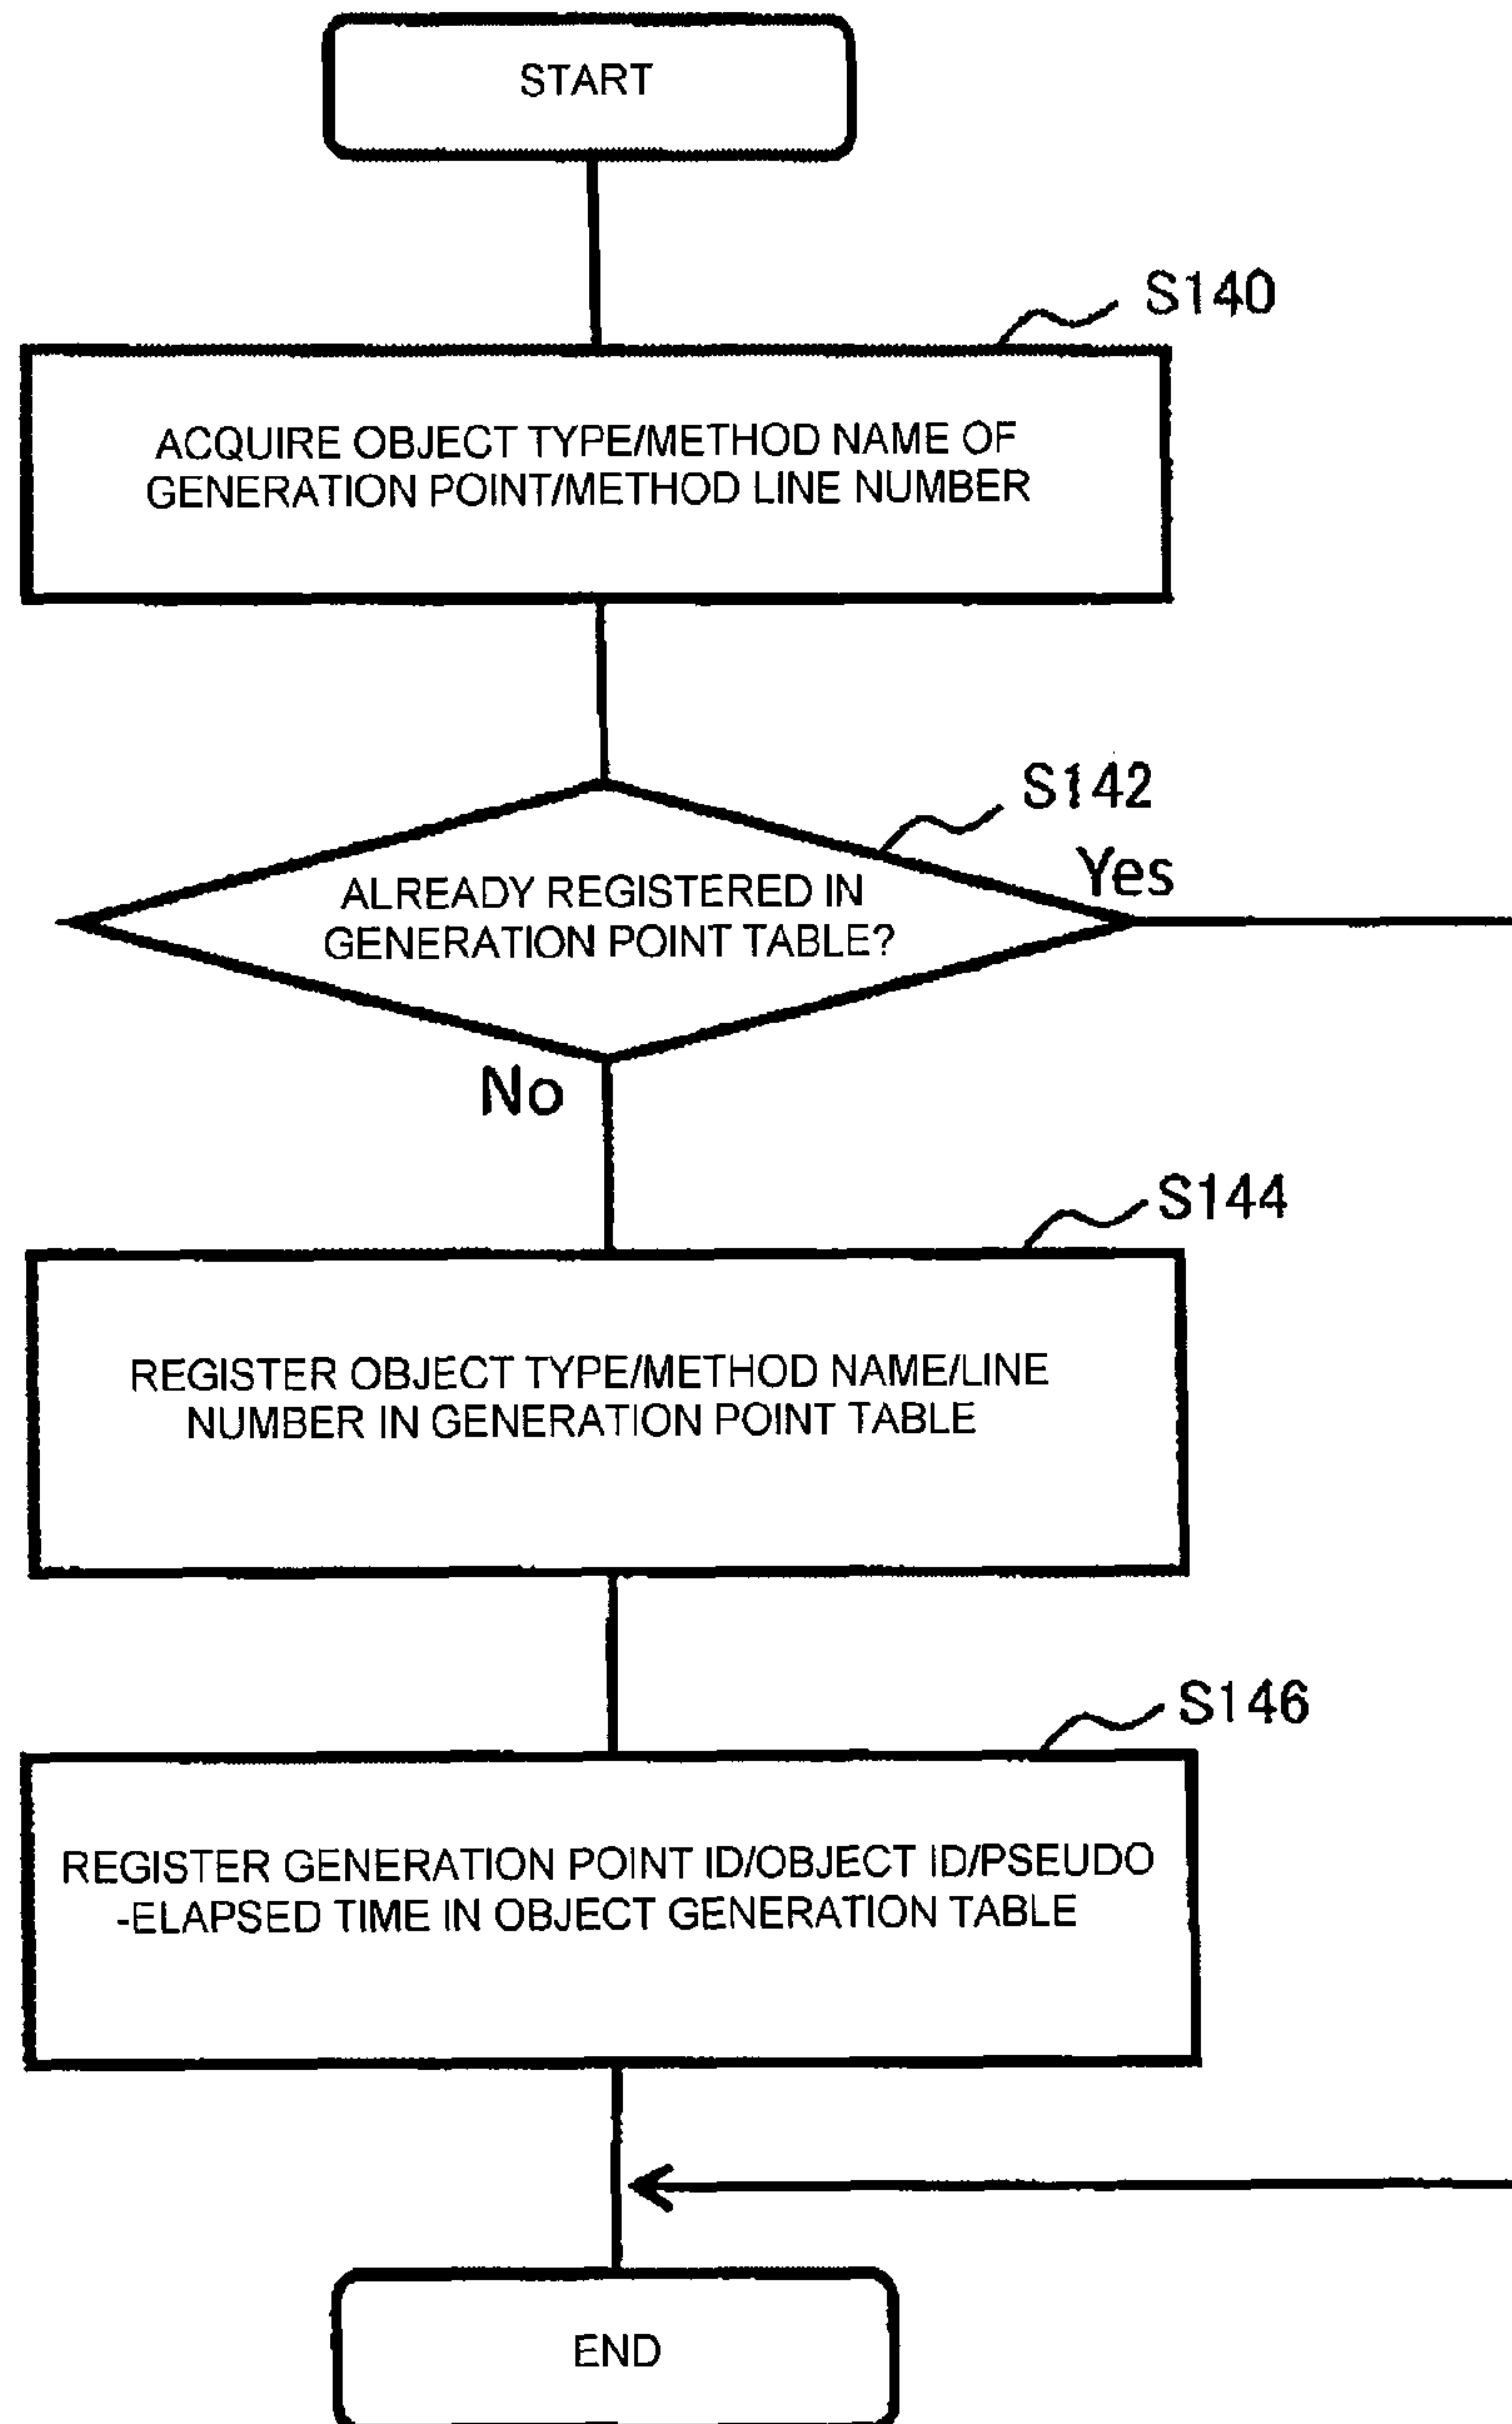 START
S140
ACQUIRE OBJECT TYPE/METHOD NAME OF
GENERATION POINT/METHOD LINE NUMBER
S142
Yes
ALREADY REGISTERED IN
GENERATION POINT TABLE?
No
S144
REGISTER OBJECT TYPE/METHOD NAME/LINE
NUMBER IN GENERATION POINT TABLE
S146
REGISTER GENERATION POINT ID/OBJECT ID/PSEUDO
-ELAPSED TIME IN OBJECT GENERATION TABLE
END